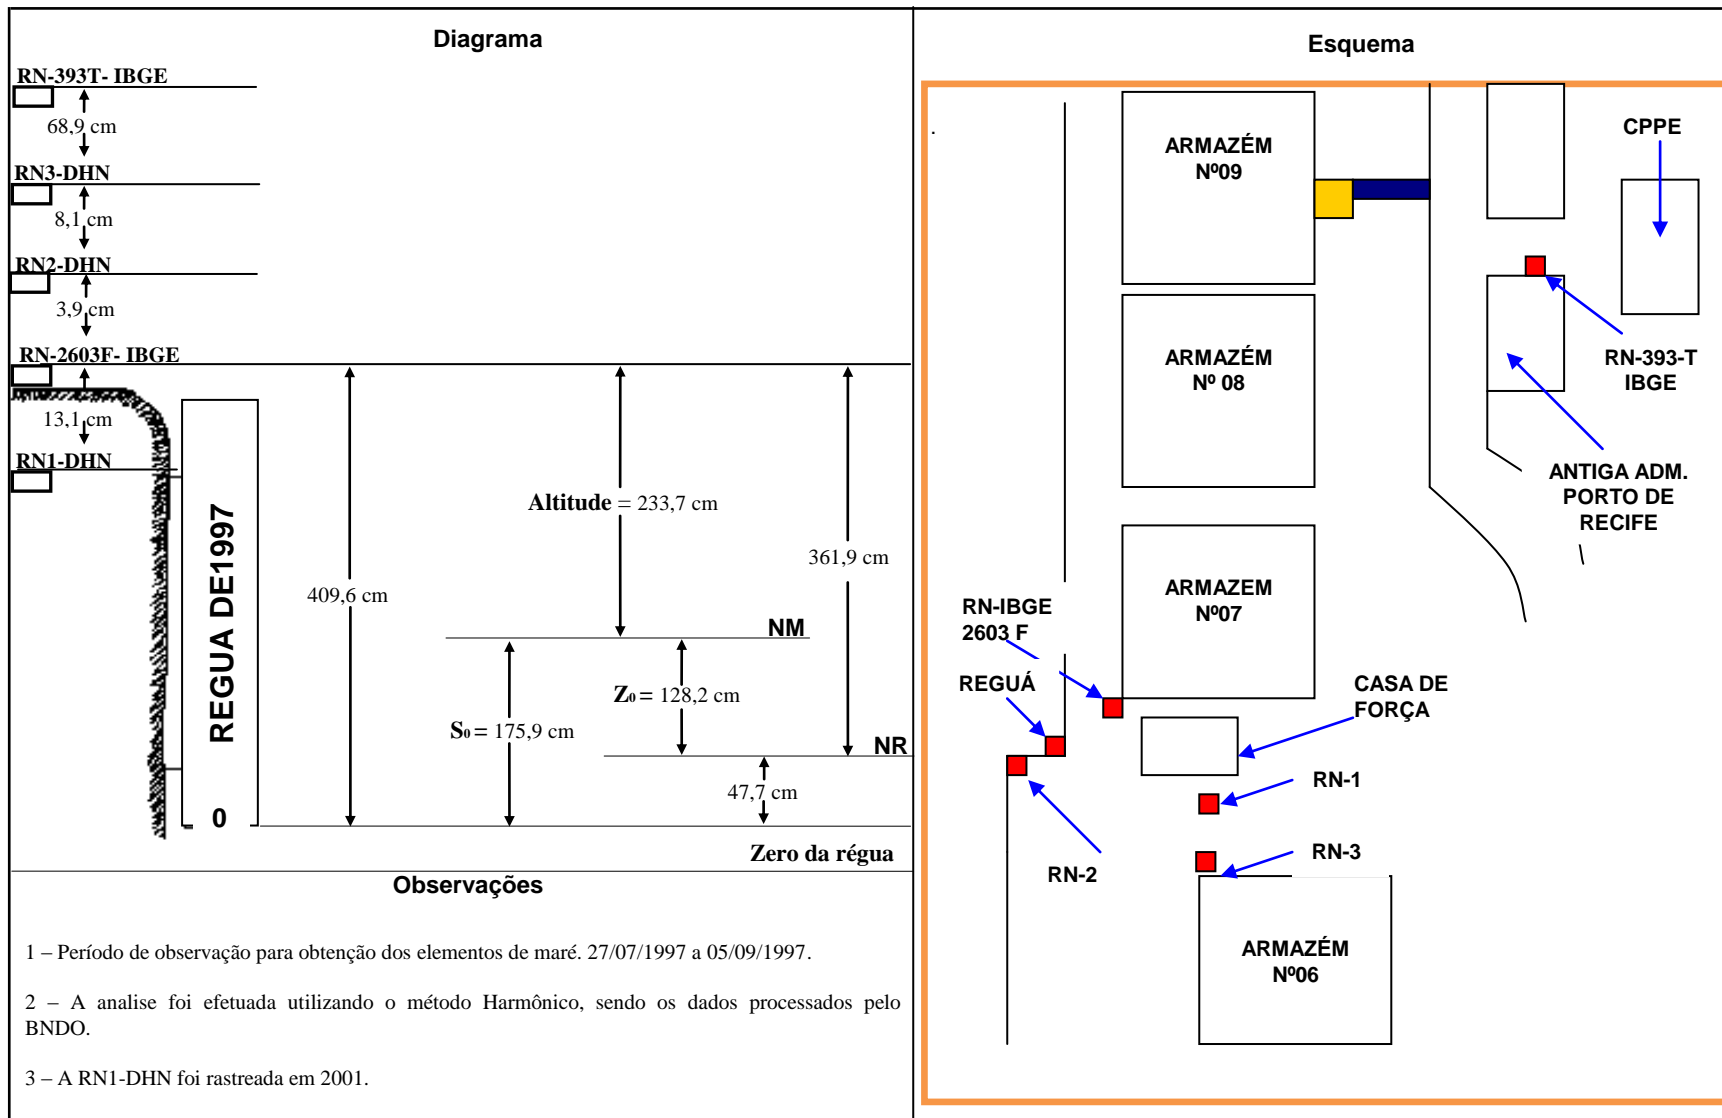 Diagrama
RN-393T- IBGE
68,9 cm
RN3-DHN
8,1 cm
RN2-DHN
3,9 cm
RN-2603F- IBGE
13,1 cm
RN1-DHN
REGUA DE1997
0
409,6 cm
Altitude = 233,7 cm
361,9 cm
NM
Z₀ = 128,2 cm
S₀ = 175,9 cm
NR
47,7 cm
Zero da régua
Observações
1 – Período de observação para obtenção dos elementos de maré. 27/07/1997 a 05/09/1997.
2 – A analise foi efetuada utilizando o método Harmônico, sendo os dados processados pelo
BNDO.
3 – A RN1-DHN foi rastreada em 2001.
Esquema
.
ARMAZÉM
Nº09
CPPE
ARMAZÉM
Nº 08
RN-393-T
IBGE
ANTIGA ADM.
PORTO DE
RECIFE
ARMAZEM
Nº07
RN-IBGE
2603 F
REGUÁ
CASA DE
FORÇA
RN-1
RN-2
RN-3
ARMAZÉM
Nº06